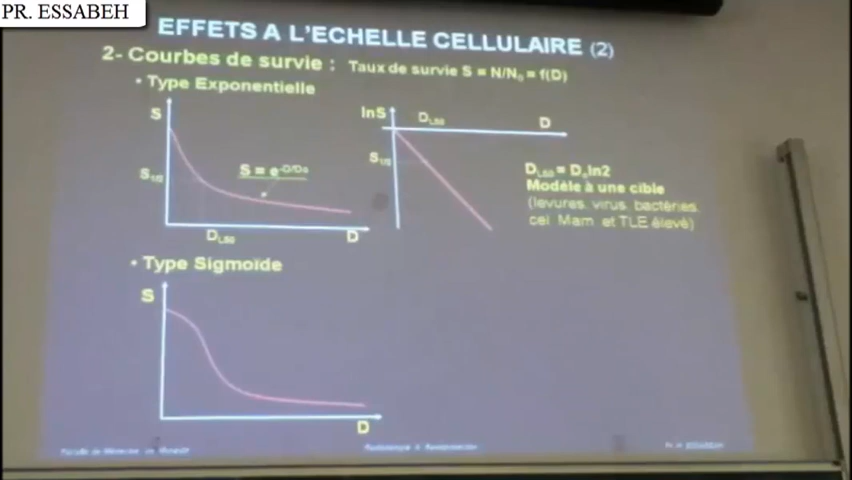 PR. ESSABEH
EFFETS A L'ECHELLE CELLULAIRE (2)
2- Courbes de survie : Taux de survie S = N/N₀ = f(D)
• Type Exponentielle
S
S1/2
S = e-D/D₀
DL50
D
lnS
DL50
D
S1/2
DL50 = D₀ln2
Modèle à une cible
(levures, virus, bactéries,
cel Mam et TLE élevé)
• Type Sigmoïde
S
D